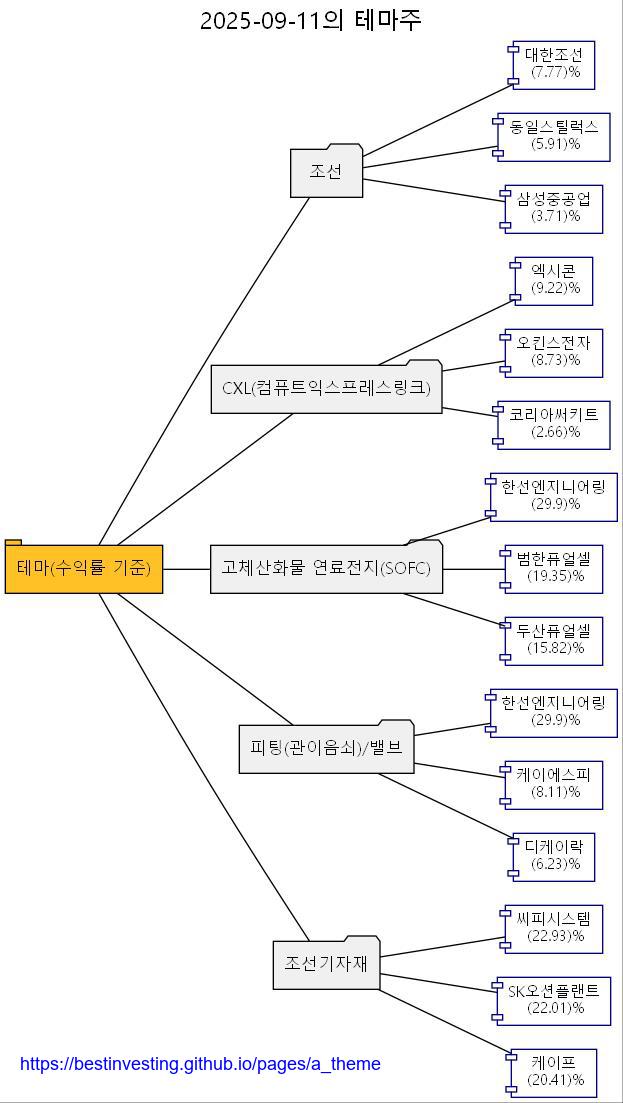 2025-09-11의 테마주
대한조선
(7.77)%
동일스틸럭스
(5.91)%
조선
삼성중공업
(3.71)%
엑시콘
(9.22)%
오킨스전자
(8.73)%
CXL(컴퓨트익스프레스링크)
코리아써키트
(2.66)%
한선엔지니어링
(29.9)%
테마(수익률 기준)
고체산화물 연료전지(SOFC)
범한퓨얼셀
(19.35)%
두산퓨얼셀
(15.82)%
한선엔지니어링
(29.9)%
피팅(관이음쇠)/밸브
케이에스피
(8.11)%
디케이락
(6.23)%
씨피시스템
(22.93)%
조선기자재
SK오션플랜트
(22.01)%
케이프
(20.41)%
https://bestinvesting.github.io/pages/a_theme